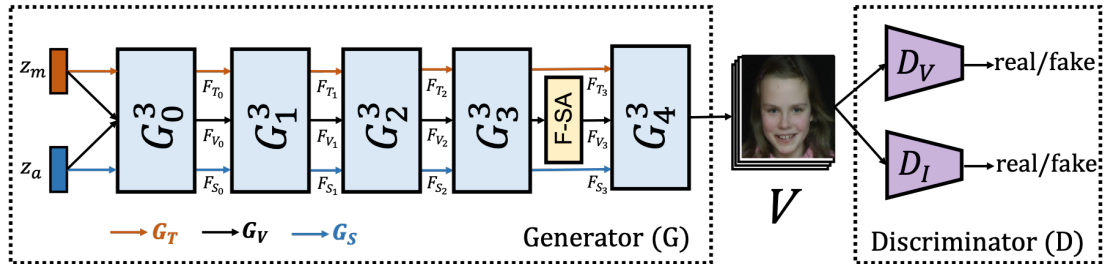 z_m
z_a
G_0^3
F_{T_0}
F_{V_0}
F_{S_0}
G_1^3
F_{T_1}
F_{V_1}
F_{S_1}
G_2^3
F_{T_2}
F_{V_2}
F_{S_2}
G_3^3
F-SA
F_{T_3}
F_{V_3}
F_{S_3}
G_4^3
G_T
G_V
G_S
Generator (G)
V
D_V
real/fake
D_I
real/fake
Discriminator (D)